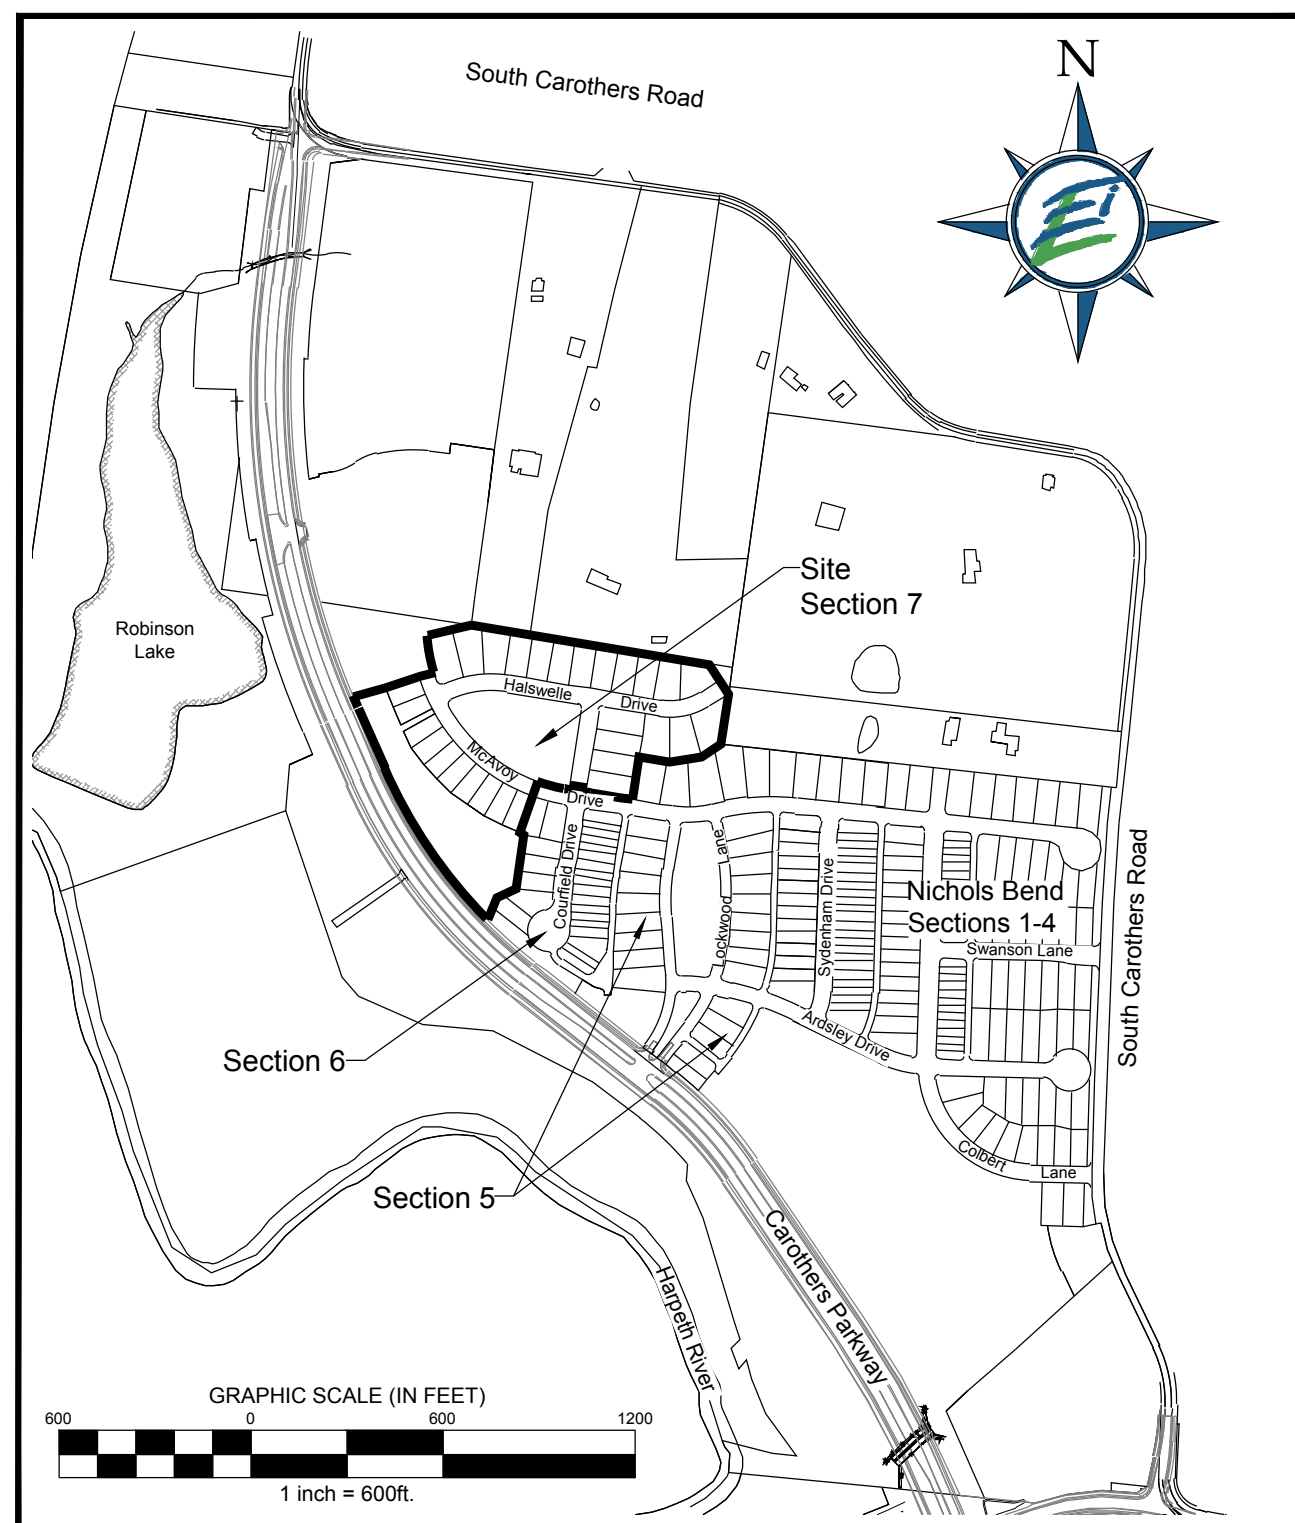 South Carothers Road
N
Ei
Site
Section 7
Robinson
Lake
Halswelle
Drive
McAvoy
Drive
Courfield Drive
Lockwood Lane
Sydenham Drive
Nichols Bend
Sections 1-4
Swanson Lane
South Carothers Road
Ardsley Drive
Section 6
Colbert
Lane
Section 5
Carothers Parkway
Harpeth River
GRAPHIC SCALE (IN FEET)
600 0 600 1200
1 inch = 600ft.